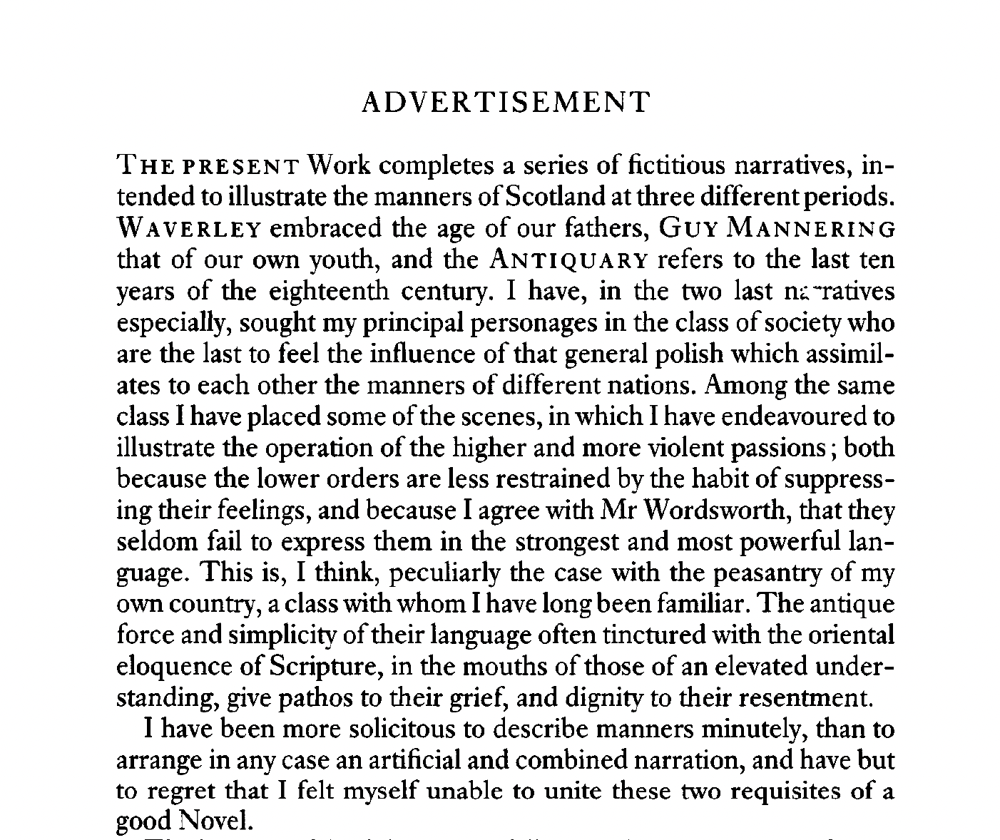 ADVERTISEMENT
THE PRESENT Work completes a series of fictitious narratives, in-
tended to illustrate the manners of Scotland at three different periods.
WAVERLEY embraced the age of our fathers, GUY MANNERING
that of our own youth, and the ANTIQUARY refers to the last ten
years of the eighteenth century. I have, in the two last narratives
especially, sought my principal personages in the class of society who
are the last to feel the influence of that general polish which assimil-
ates to each other the manners of different nations. Among the same
class I have placed some of the scenes, in which I have endeavoured to
illustrate the operation of the higher and more violent passions; both
because the lower orders are less restrained by the habit of suppress-
ing their feelings, and because I agree with Mr Wordsworth, that they
seldom fail to express them in the strongest and most powerful lan-
guage. This is, I think, peculiarly the case with the peasantry of my
own country, a class with whom I have long been familiar. The antique
force and simplicity of their language often tinctured with the oriental
eloquence of Scripture, in the mouths of those of an elevated under-
standing, give pathos to their grief, and dignity to their resentment.
I have been more solicitous to describe manners minutely, than to
arrange in any case an artificial and combined narration, and have but
to regret that I felt myself unable to unite these two requisites of a
good Novel.